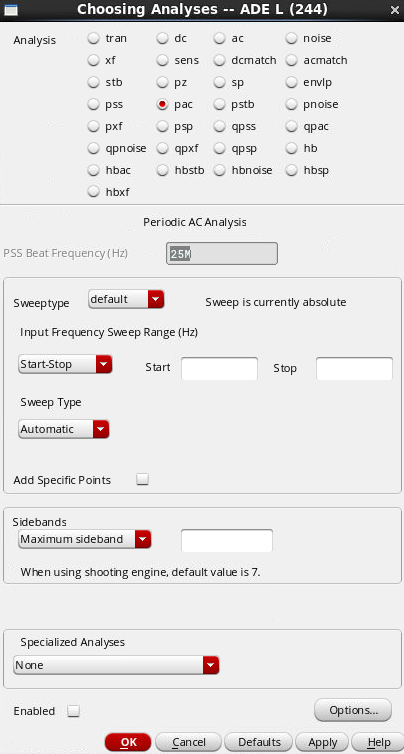 Choosing Analyses -- ADE L (244)
Analysis tran dc ac noise
xf sens dcmatch acmatch
stb pz sp envlp
pss pac pstb pnoise
pxf psp qpss qpac
qpnoise qpxf qpsp hb
hbac hbstb hbnoise hbsp
hbxf
Periodic AC Analysis
PSS Beat Frequency (Hz) 25M
Sweeptype default Sweep is currently absolute
Input Frequency Sweep Range (Hz)
Start-Stop Start Stop
Sweep Type
Automatic
Add Specific Points
Sidebands
Maximum sideband
When using shooting engine, default value is 7.
Specialized Analyses
None
Enabled Options...
OK Cancel Defaults Apply Help